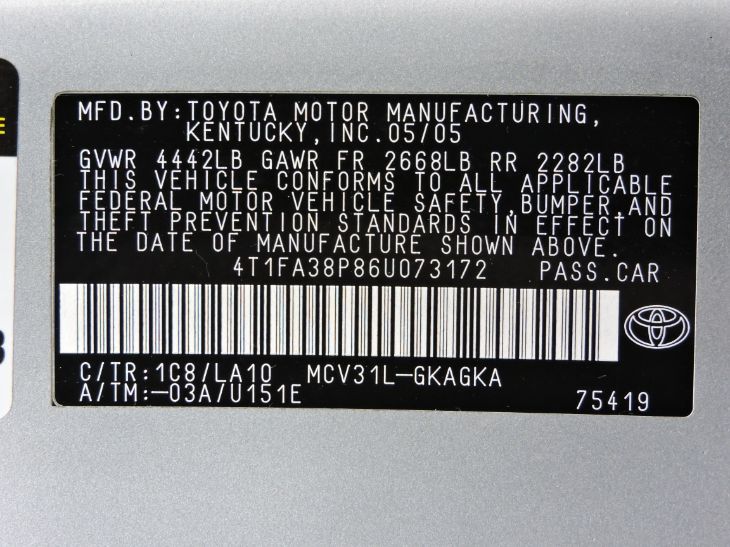 MFD.BY:TOYOTA MOTOR MANUFACTURING,
KENTUCKY,INC.05/05
GVWR 4442LB GAWR FR 2668LB RR 2282LB
THIS VEHICLE CONFORMS TO ALL APPLICABLE
FEDERAL MOTOR VEHICLE SAFETY,BUMPER,AND
THEFT PREVENTION STANDARDS IN EFFECT ON
THE DATE OF MANUFACTURE SHOWN ABOVE.
4T1FA38P86U073172 PASS.CAR
C/TR:1C8/LA10 MCV31L-GKAGKA
A/TM:-03A/U151E 75419